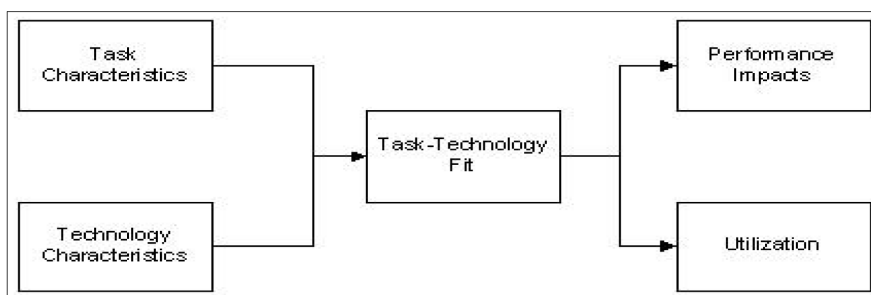 Task
Characteristics
Technology
Characteristics
Task-Technology
Fit
Performance
Impacts
Utilization